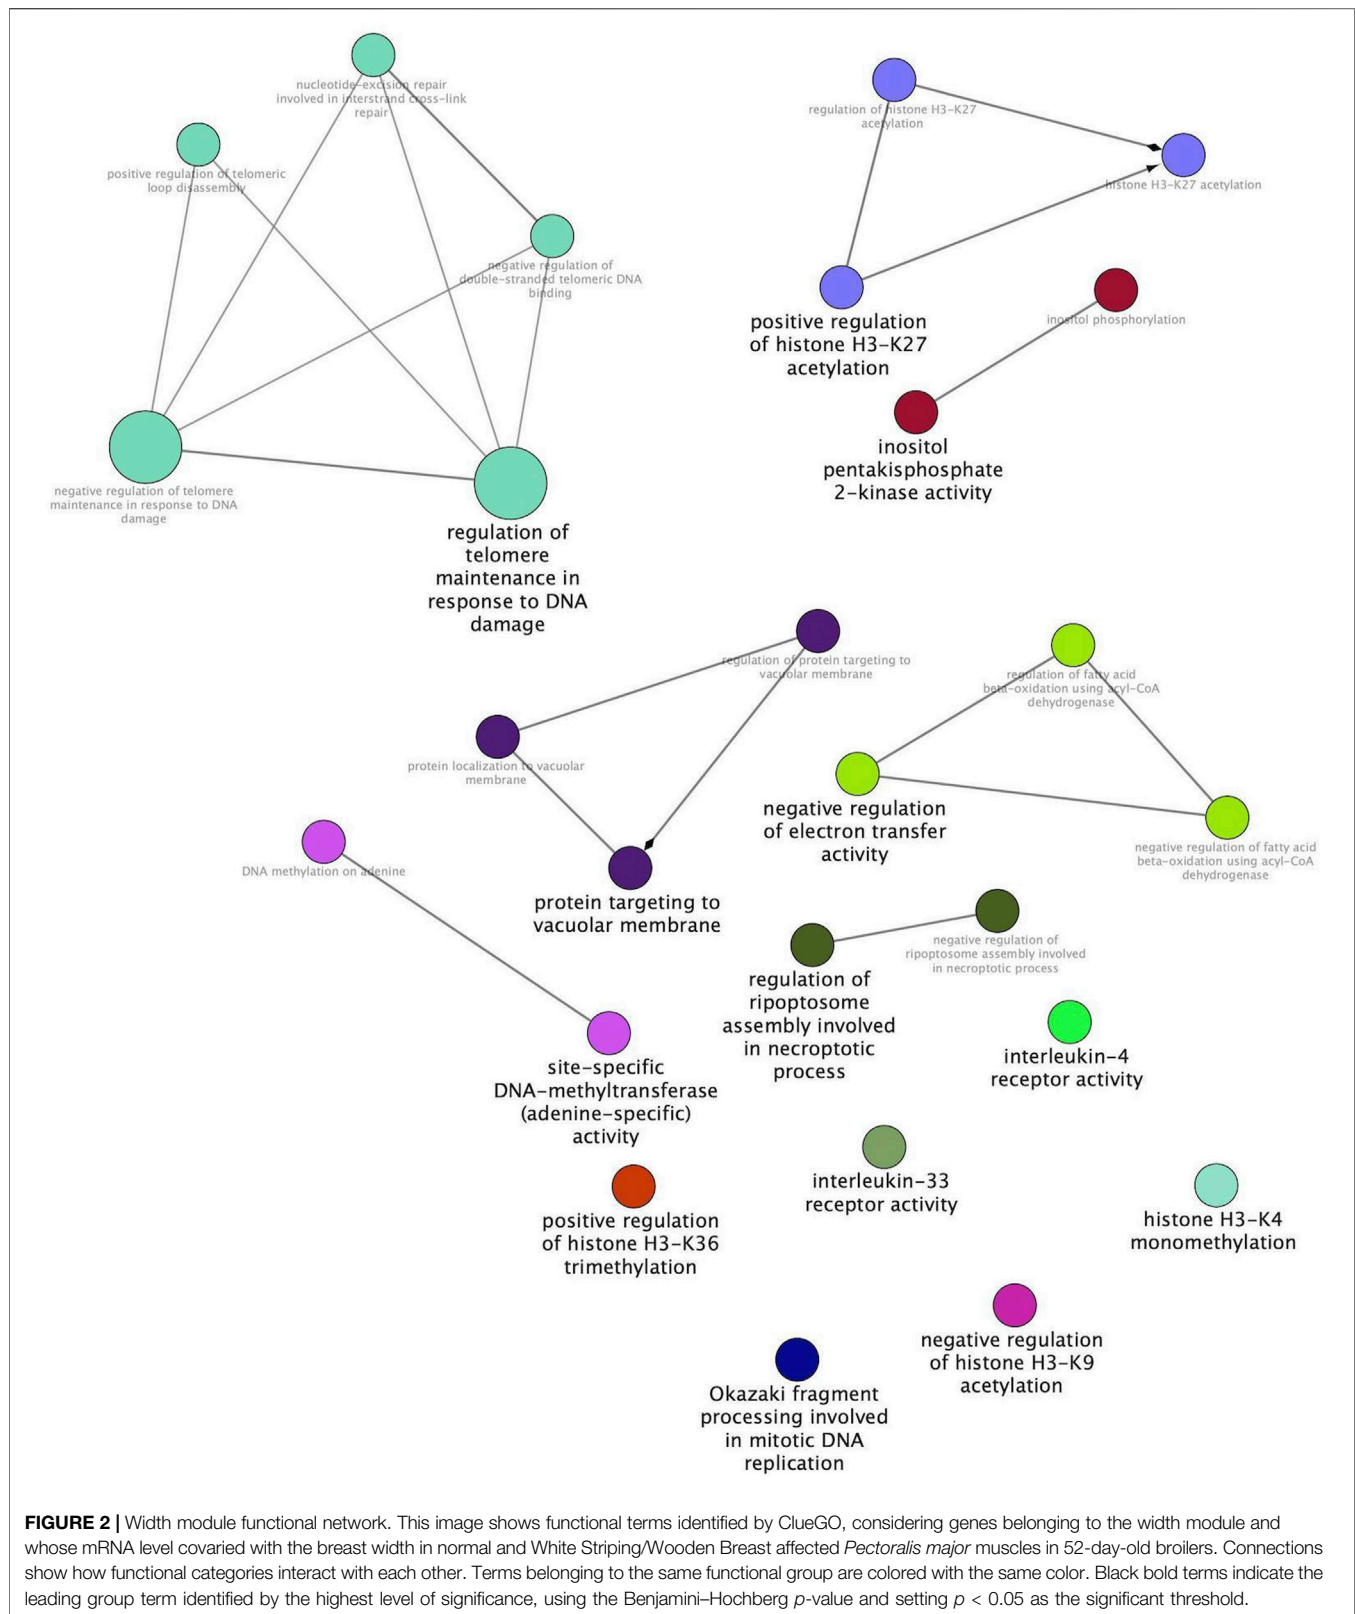 nucleotide-excision repair
involved in interstrand cross-link
repair
positive regulation of telomeric
loop disassembly
negative regulation of
double-stranded telomeric DNA
binding
negative regulation of telomere
maintenance in response to DNA
damage
regulation of
telomere
maintenance in
response to DNA
damage
regulation of histone H3-K27
acetylation
histone H3-K27 acetylation
positive regulation
of histone H3-K27
acetylation
inositol phosphorylation
inositol
pentakisphosphate
2-kinase activity
regulation of protein targeting to
vacuolar membrane
protein localization to vacuolar
membrane
protein targeting to
vacuolar membrane
regulation of fatty acid
beta-oxidation using acyl-CoA
dehydrogenase
negative regulation
of electron transfer
activity
negative regulation of fatty acid
beta-oxidation using acyl-CoA
dehydrogenase
DNA methylation on adenine
site-specific
DNA-methyltransferase
(adenine-specific)
activity
negative regulation of
ripoptosome assembly involved
in necroptotic process
regulation of
ripoptosome
assembly involved
in necroptotic
process
interleukin-4
receptor activity
interleukin-33
receptor activity
positive regulation
of histone H3-K36
trimethylation
histone H3-K4
monomethylation
negative regulation
of histone H3-K9
acetylation
Okazaki fragment
processing involved
in mitotic DNA
replication
FIGURE 2 | Width module functional network. This image shows functional terms identified by ClueGO, considering genes belonging to the width module and
whose mRNA level covaried with the breast width in normal and White Striping/Wooden Breast affected Pectoralis major muscles in 52-day-old broilers. Connections
show how functional categories interact with each other. Terms belonging to the same functional group are colored with the same color. Black bold terms indicate the
leading group term identified by the highest level of significance, using the Benjamini–Hochberg p-value and setting p < 0.05 as the significant threshold.